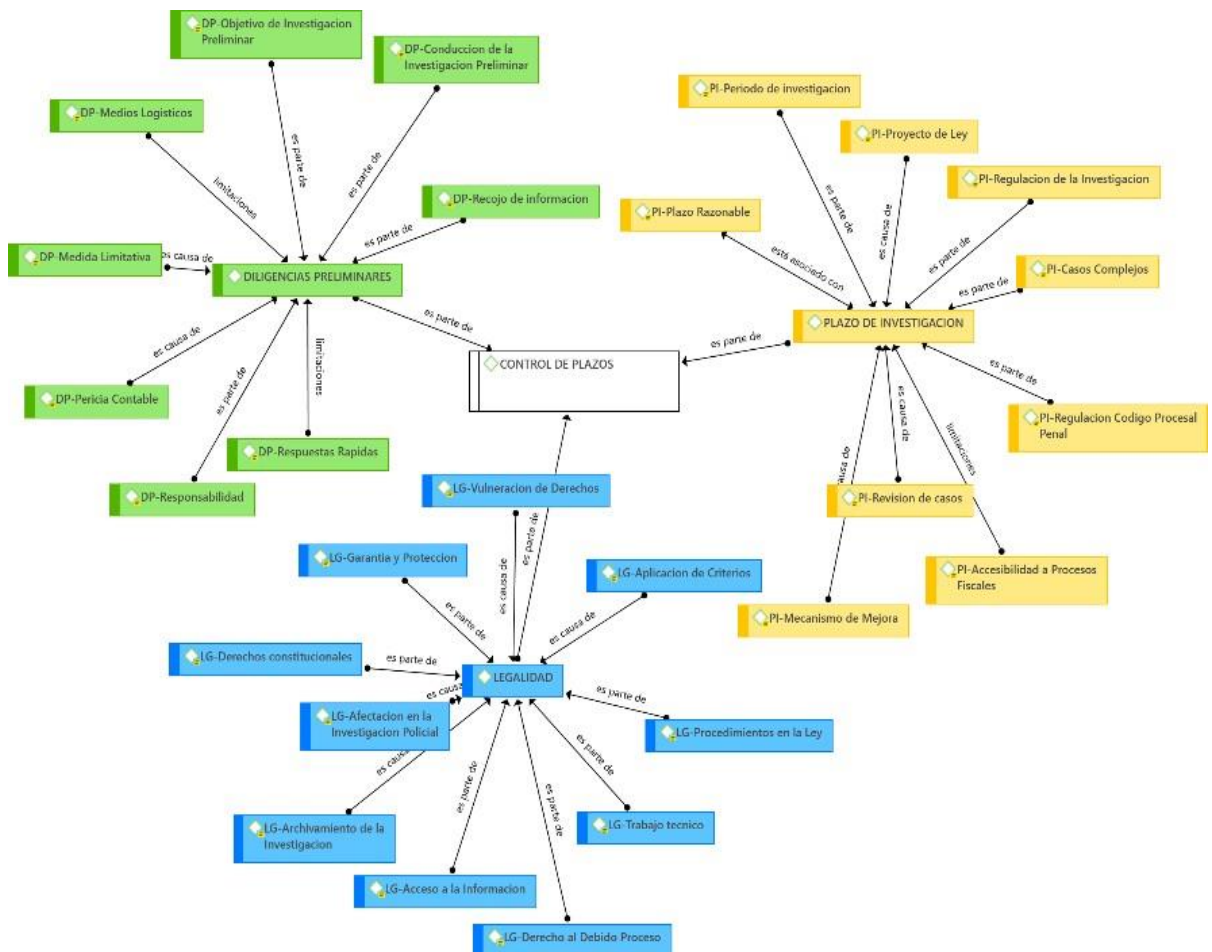 DP-Objetivo de Investigacion
Preliminar
DP-Conduccion de la
Investigacion Preliminar
DP-Medios Logisticos
es parte de
es parte de
limitaciones
DP-Recojo de informacion
es parte de
DP-Medida Limitativa
es causa de
DILIGENCIAS PRELIMINARES
es causa de
es parte de
limitaciones
es parte de
DP-Pericia Contable
DP-Respuestas Rapidas
DP-Responsabilidad
PI-Periodo de investigacion
PI-Proyecto de Ley
PI-Regulacion de la Investigacion
PI-Plazo Razonable
es parte de
es causa de
es parte de
está asociado con
PI-Casos Complejos
es parte de
PLAZO DE INVESTIGACION
es parte de
CONTROL DE PLAZOS
es parte de
PI-Regulacion Codigo Procesal
Penal
es causa de
limitaciones
causa de
PI-Revision de casos
PI-Accesibilidad a Procesos
Fiscales
PI-Mecanismo de Mejora
LG-Vulneracion de Derechos
es parte de
es causa de
LG-Garantia y Proteccion
LG-Aplicacion de Criterios
es parte de
es causa de
LG-Derechos constitucionales
es parte de
LEGALIDAD
es causa
LG-Afectacion en la
Investigacion Policial
es parte de
LG-Procedimientos en la Ley
es causa
es parte de
es parte de
es parte de
LG-Archivamiento de la
Investigacion
LG-Trabajo tecnico
LG-Acceso a la Informacion
LG-Derecho al Debido Proceso